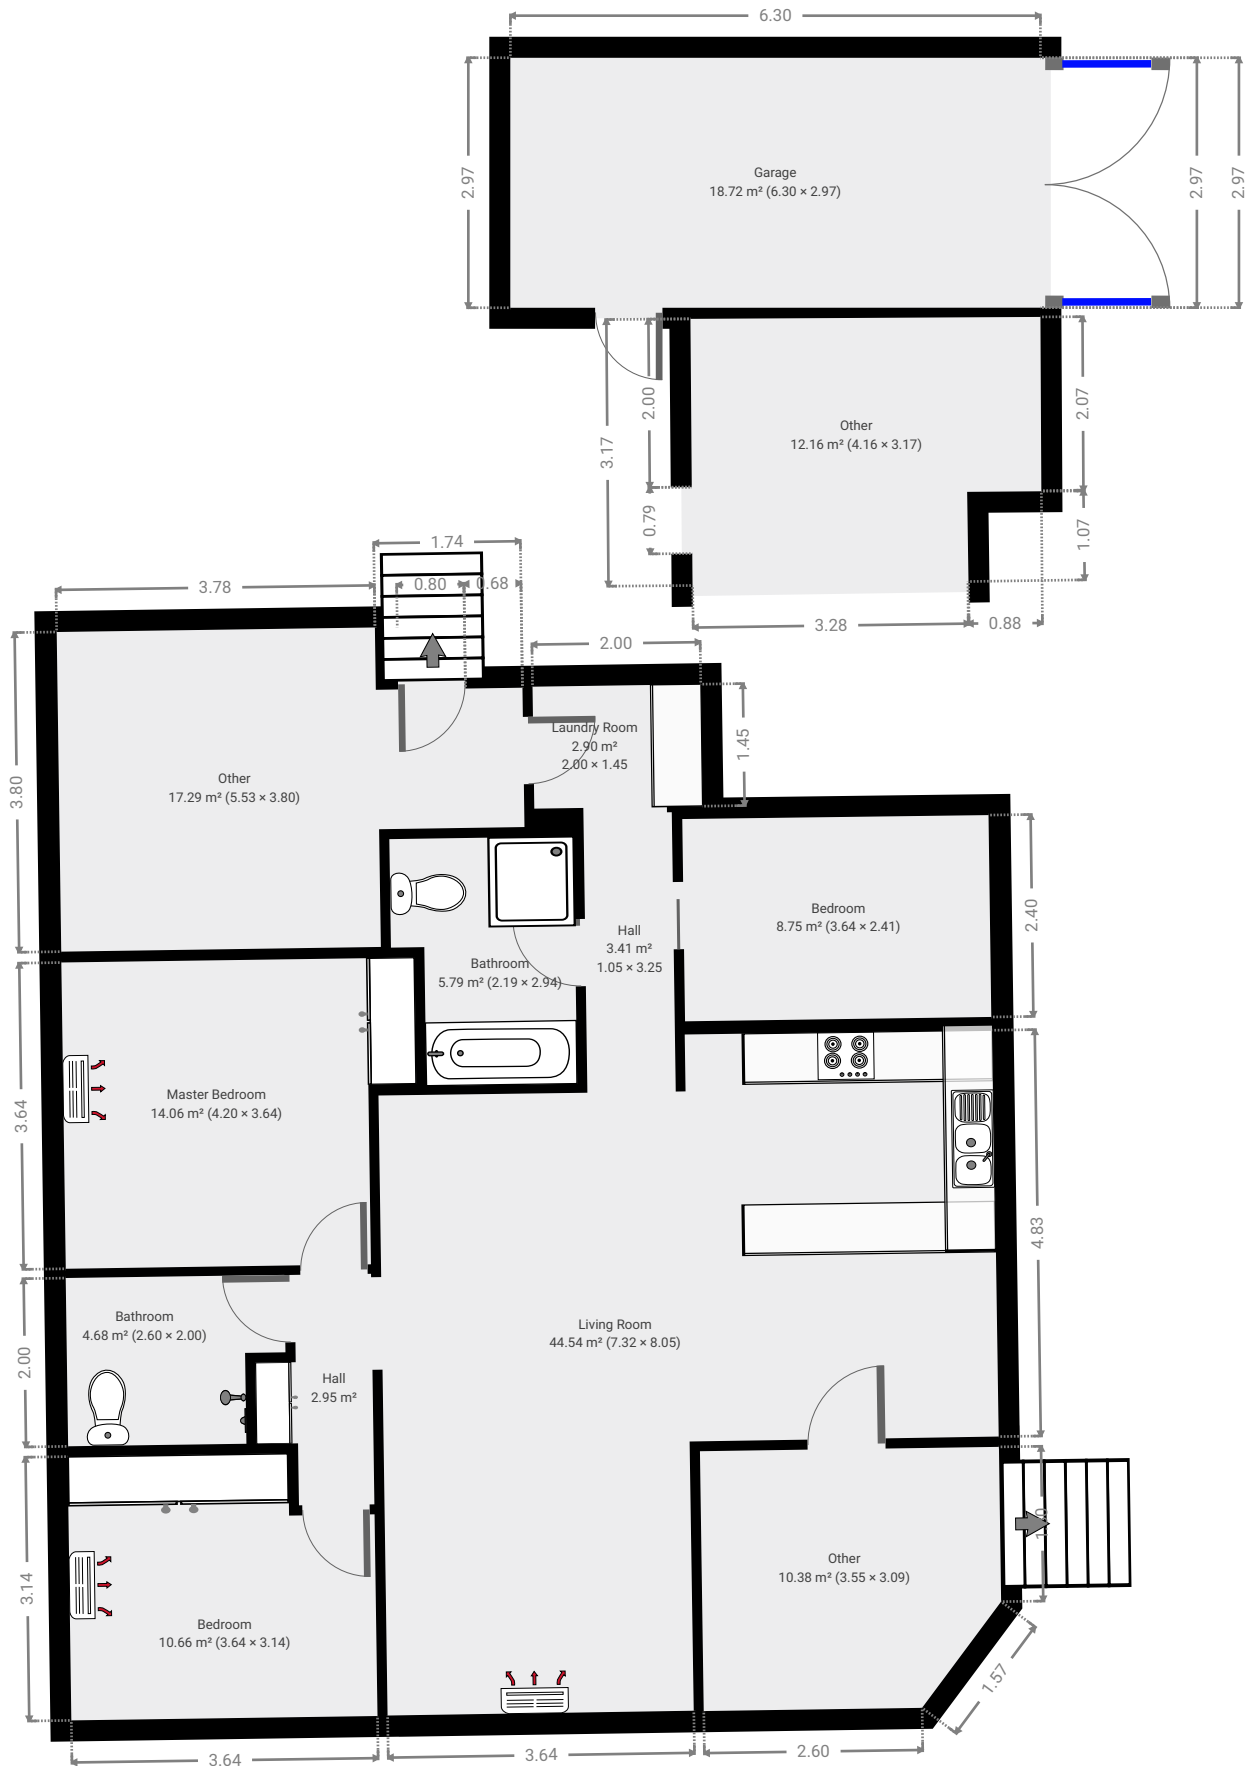 6.30
2.97
2.97
2.97
Garage
18.72 m² (6.30 × 2.97)
2.00
2.07
3.17
Other
12.16 m² (4.16 × 3.17)
0.79
1.07
1.74
3.78
0.80
0.68
3.28
0.88
2.00
Laundry Room
2.90 m²
2.00 × 1.45
1.45
3.80
Other
17.29 m² (5.53 × 3.80)
Bedroom
8.75 m² (3.64 × 2.41)
2.40
Hall
3.41 m²
1.05 × 3.25
Bathroom
5.79 m² (2.19 × 2.94)
3.64
Master Bedroom
14.06 m² (4.20 × 3.64)
4.83
Bathroom
4.68 m² (2.60 × 2.00)
Living Room
44.54 m² (7.32 × 8.05)
2.00
Hall
2.95 m²
Other
10.38 m² (3.55 × 3.09)
3.14
Bedroom
10.66 m² (3.64 × 3.14)
1.57
3.64
3.64
2.60